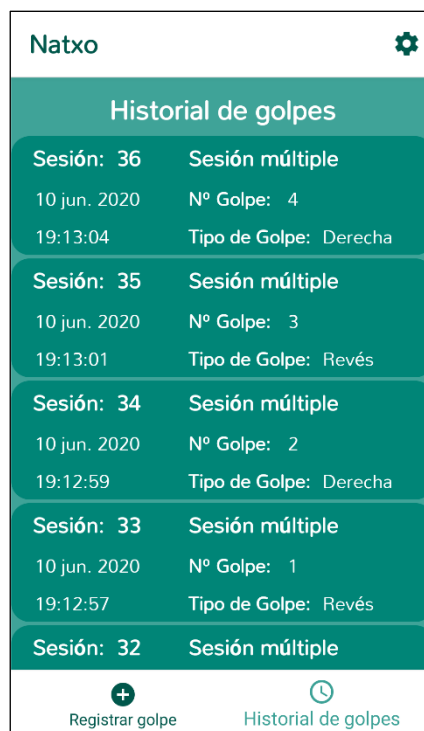 Natxo
Historial de golpes
Sesión: 36 Sesión múltiple
10 jun. 2020 Nº Golpe: 4
19:13:04 Tipo de Golpe: Derecha
Sesión: 35 Sesión múltiple
10 jun. 2020 Nº Golpe: 3
19:13:01 Tipo de Golpe: Revés
Sesión: 34 Sesión múltiple
10 jun. 2020 Nº Golpe: 2
19:12:59 Tipo de Golpe: Derecha
Sesión: 33 Sesión múltiple
10 jun. 2020 Nº Golpe: 1
19:12:57 Tipo de Golpe: Revés
Sesión: 32 Sesión múltiple
Registrar golpe Historial de golpes